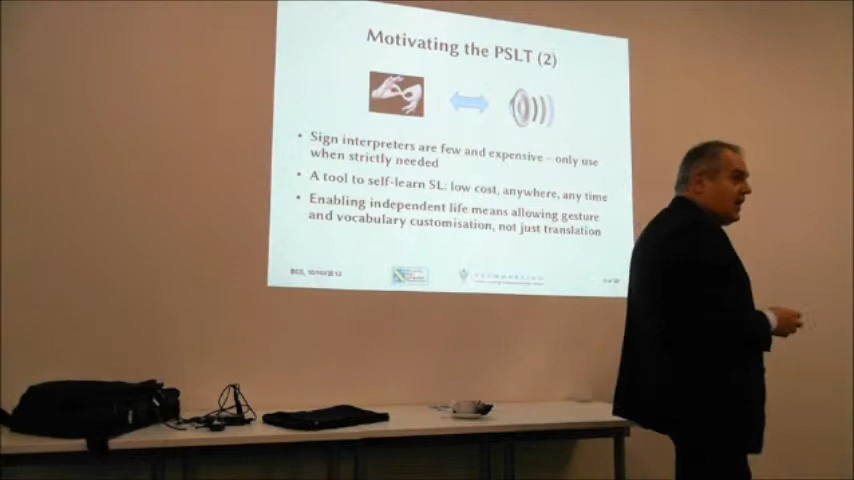 Motivating the PSLT (2)
• Sign interpreters are few and expensive – only use
when strictly needed
• A tool to self-learn SL: low cost, anywhere, any time
• Enabling independent life means allowing gesture
and vocabulary customisation, not just translation
BCS,